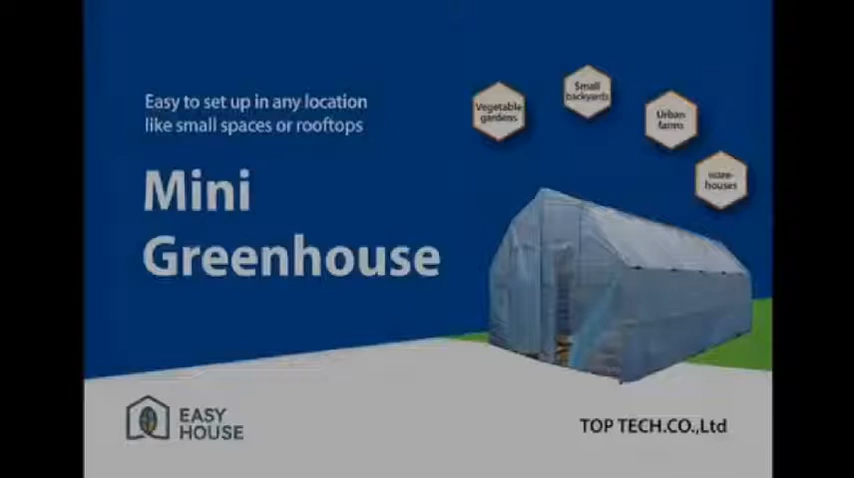 Easy to set up in any location
like small spaces or rooftops
Mini
Greenhouse
Vegetable
gardens
Small
backyards
Urban
farms
ware-
houses
EASY
HOUSE
TOP TECH.CO.,Ltd